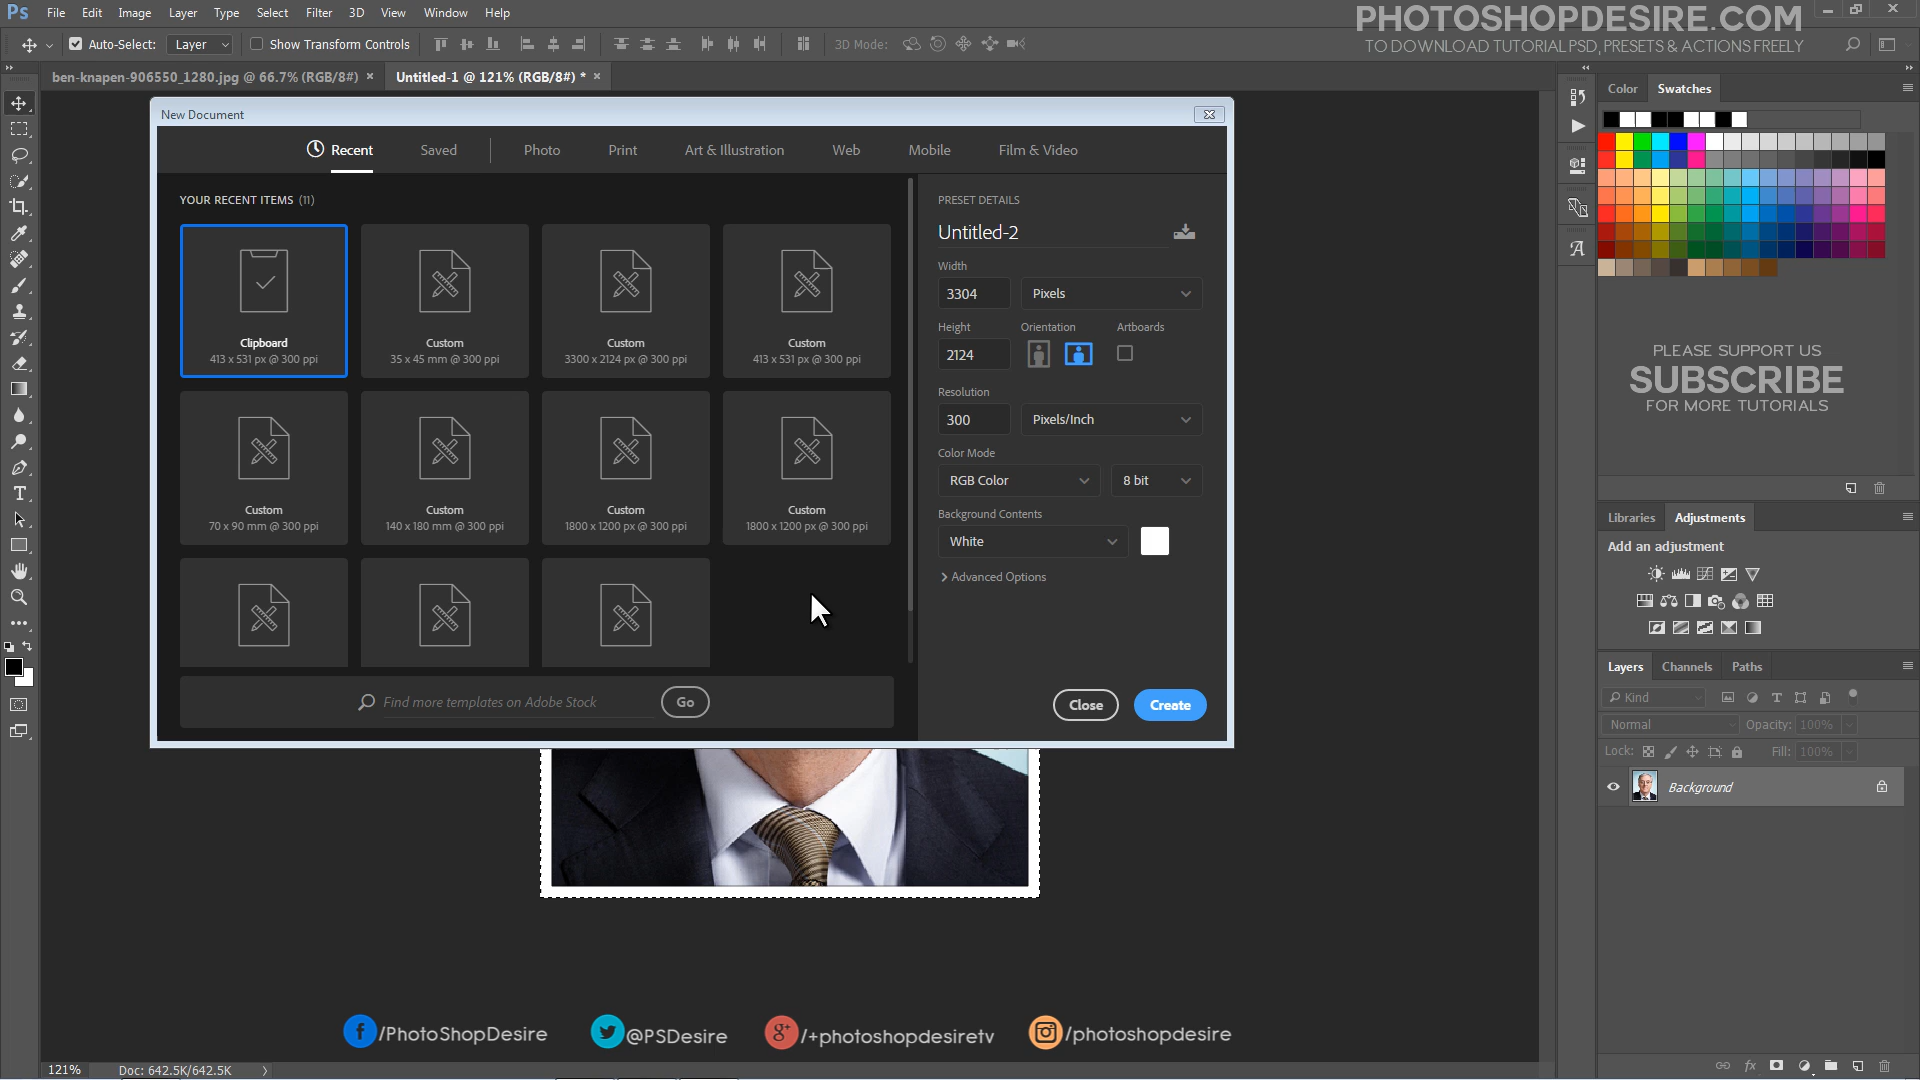 Ps File Edit Image Layer Type Select Filter 3D View Window Help
PHOTOSHOPDESIRE.COM
TO DOWNLOAD TUTORIAL PSD, PRESETS & ACTIONS FREELY
Auto-Select: Layer Show Transform Controls 3D Mode:
ben-knapen-906550_1280.jpg @ 66.7% (RGB/8#) × Untitled-1 @ 121% (RGB/8#) * ×
New Document
Recent Saved Photo Print Art & Illustration Web Mobile Film & Video
YOUR RECENT ITEMS (11)
Clipboard
413 x 531 px @ 300 ppi
Custom
35 x 45 mm @ 300 ppi
Custom
3300 x 2124 px @ 300 ppi
Custom
413 x 531 px @ 300 ppi
Custom
70 x 90 mm @ 300 ppi
Custom
140 x 180 mm @ 300 ppi
Custom
1800 x 1200 px @ 300 ppi
Custom
1800 x 1200 px @ 300 ppi
Find more templates on Adobe Stock Go
PRESET DETAILS
Untitled-2
Width
3304 Pixels
Height Orientation Artboards
2124
Resolution
300 Pixels/Inch
Color Mode
RGB Color 8 bit
Background Contents
White
Advanced Options
Close Create
Color Swatches
PLEASE SUPPORT US
SUBSCRIBE
FOR MORE TUTORIALS
Libraries Adjustments
Add an adjustment
Layers Channels Paths
Kind
Normal Opacity: 100%
Lock: Fill: 100%
Background
fx
/PhotoShopDesire @PSDesire /+photoshopdesiretv /photoshopdesire
121% Doc: 642.5K/642.5K